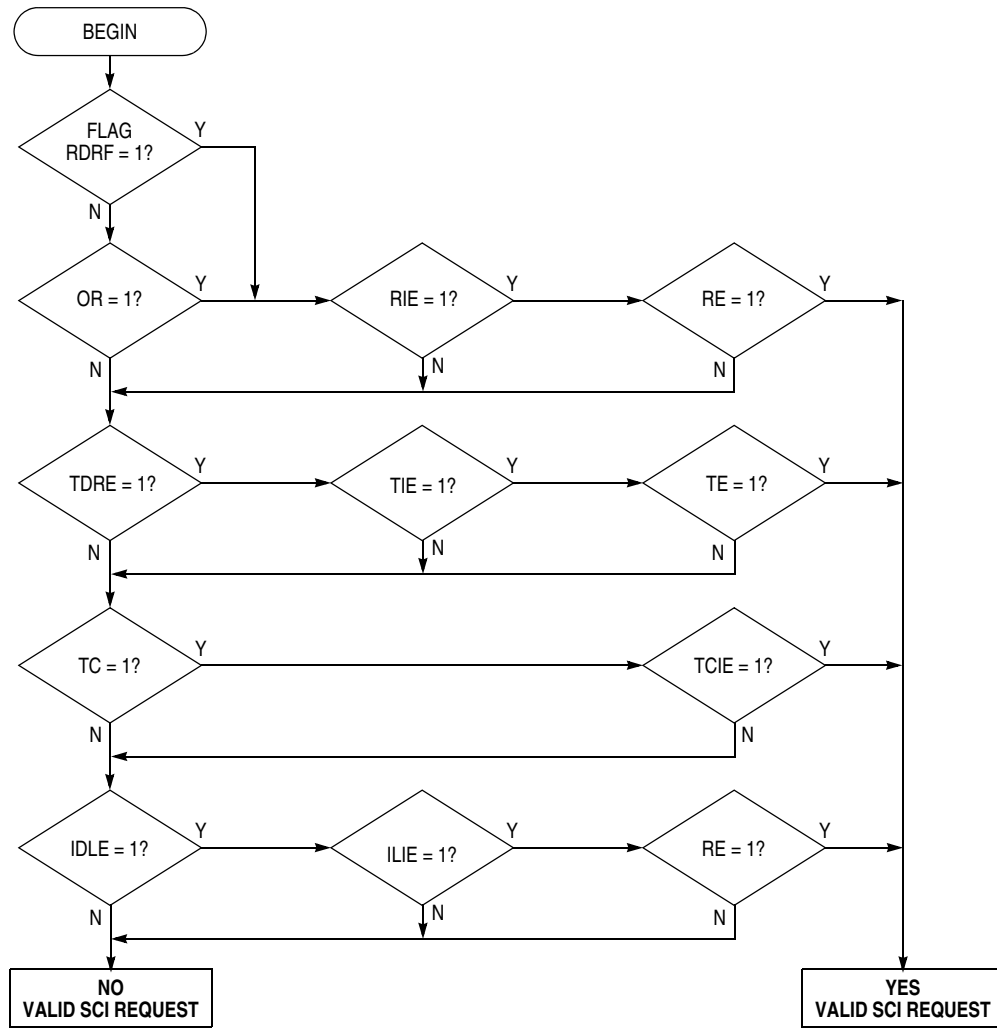 BEGIN
FLAG
RDRF = 1?
Y
N
OR = 1?
Y
RIE = 1?
Y
RE = 1?
Y
N
N
N
TDRE = 1?
Y
TIE = 1?
Y
TE = 1?
Y
N
N
N
TC = 1?
Y
TCIE = 1?
Y
N
N
IDLE = 1?
Y
ILIE = 1?
Y
RE = 1?
Y
N
N
N
NO
VALID SCI REQUEST
YES
VALID SCI REQUEST